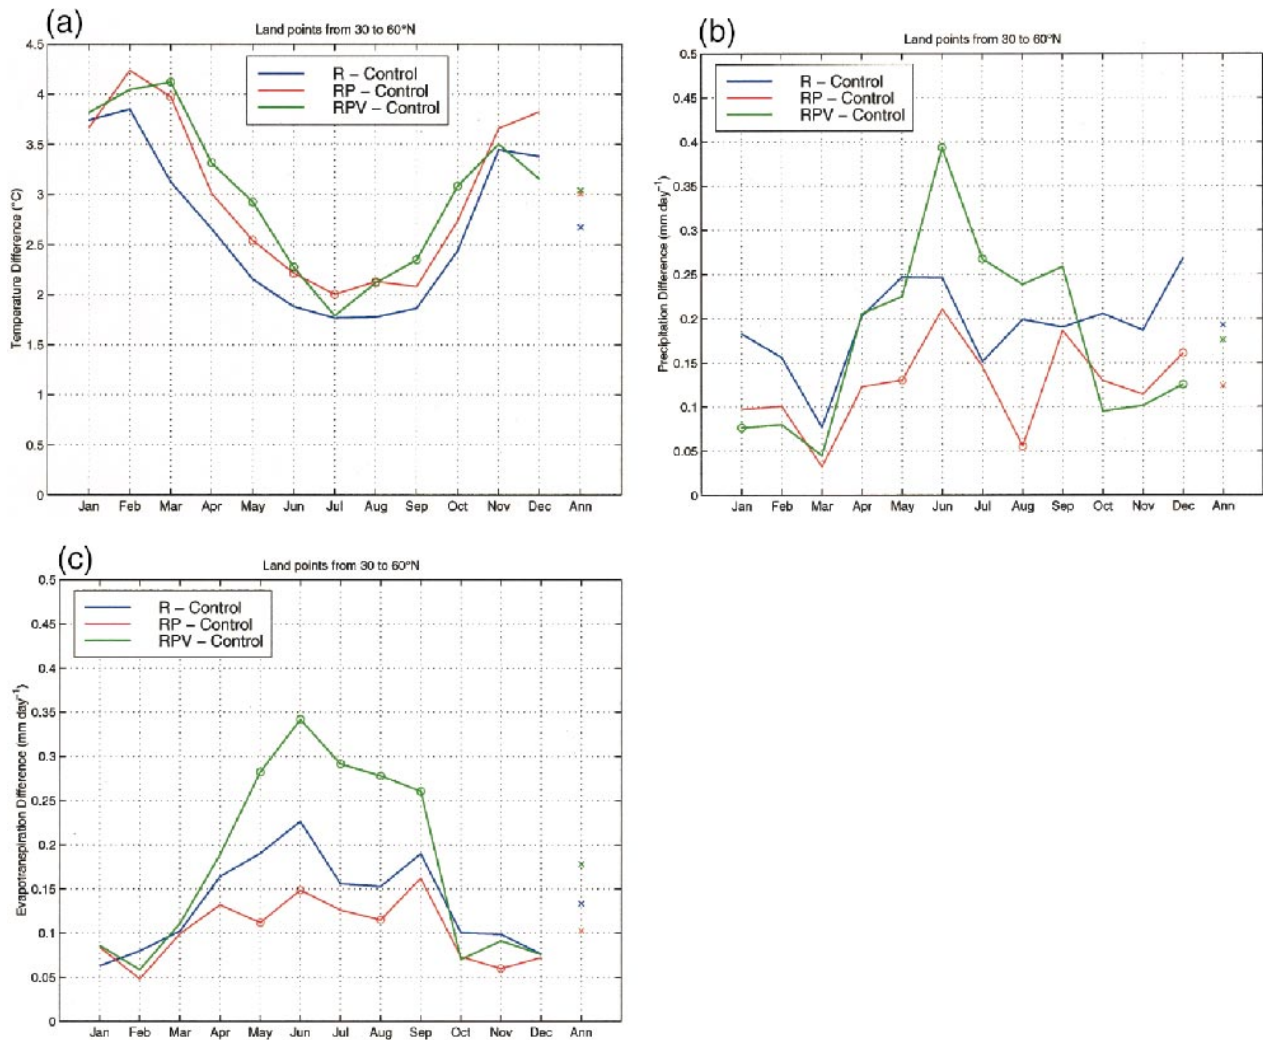 (a)
Land points from 30 to 60°N
R – Control
RP – Control
RPV – Control
Temperature Difference (°C)
4.5
4
3.5
3
2.5
2
1.5
1
0.5
0
Jan Feb Mar Apr May Jun Jul Aug Sep Oct Nov Dec Ann
(b)
Land points from 30 to 60°N
R – Control
RP – Control
RPV – Control
Precipitation Difference (mm day⁻¹)
0.5
0.45
0.4
0.35
0.3
0.25
0.2
0.15
0.1
0.05
0
Jan Feb Mar Apr May Jun Jul Aug Sep Oct Nov Dec Ann
(c)
Land points from 30 to 60°N
R – Control
RP – Control
RPV – Control
Evapotranspiration Difference (mm day⁻¹)
0.5
0.45
0.4
0.35
0.3
0.25
0.2
0.15
0.1
0.05
0
Jan Feb Mar Apr May Jun Jul Aug Sep Oct Nov Dec Ann